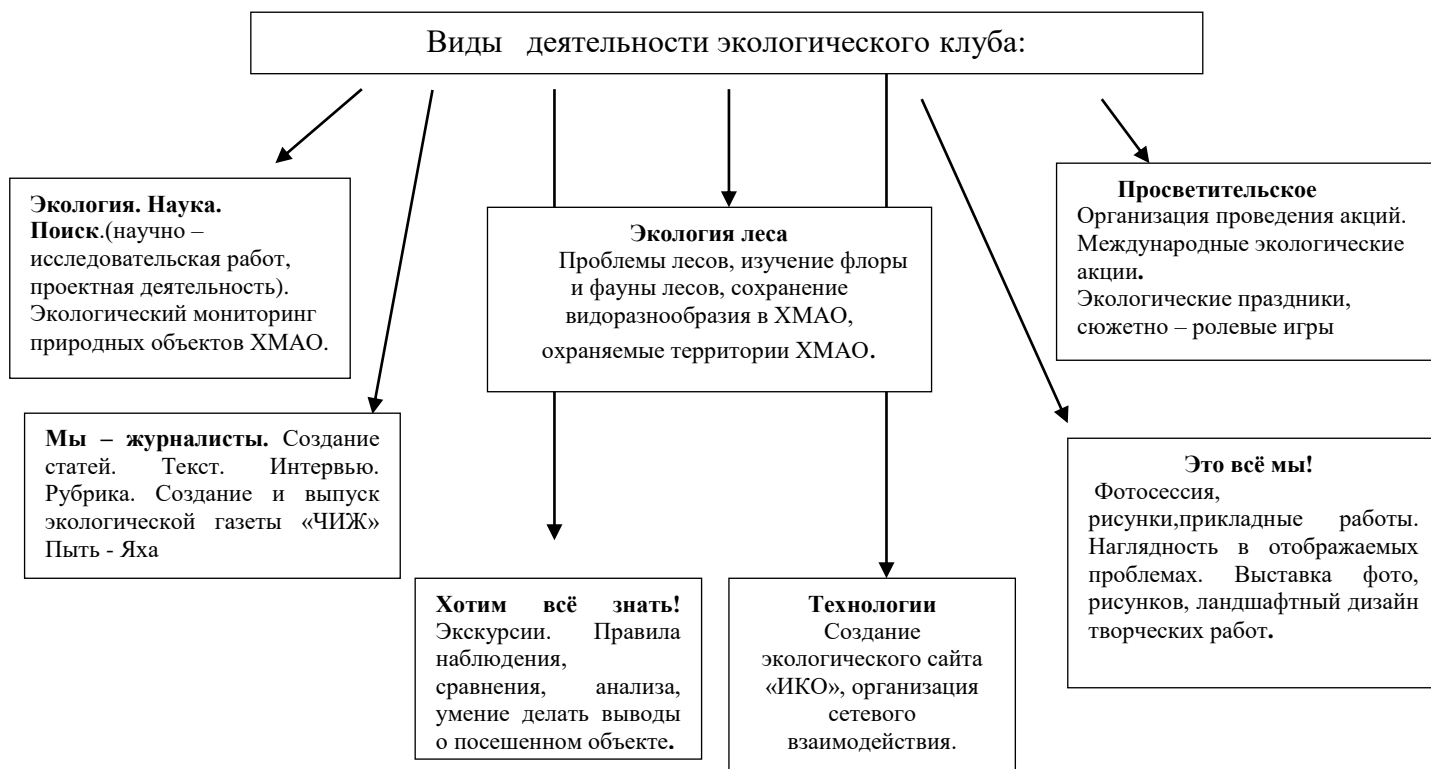 Виды деятельности экологического клуба:
Экология. Наука.
Поиск.(научно –
исследовательская работ,
проектная деятельность).
Экологический мониторинг
природных объектов ХМАО.
Экология леса
Проблемы лесов, изучение флоры
и фауны лесов, сохранение
видоразнообразия в ХМАО,
охраняемые территории ХМАО.
Просветительское
Организация проведения акций.
Международные экологические
акции.
Экологические праздники,
сюжетно – ролевые игры
Мы – журналисты. Создание
статей. Текст. Интервью.
Рубрика. Создание и выпуск
экологической газеты «ЧИЖ»
Пыть - Яха
Хотим всё знать!
Экскурсии. Правила
наблюдения,
сравнения, анализа,
умение делать выводы
о посешенном объекте.
Технологии
Создание
экологического сайта
«ИКО», организация
сетевого
взаимодействия.
Это всё мы!
Фотосессия,
рисунки,прикладные работы.
Наглядность в отображаемых
проблемах. Выставка фото,
рисунков, ландшафтный дизайн
творческих работ.